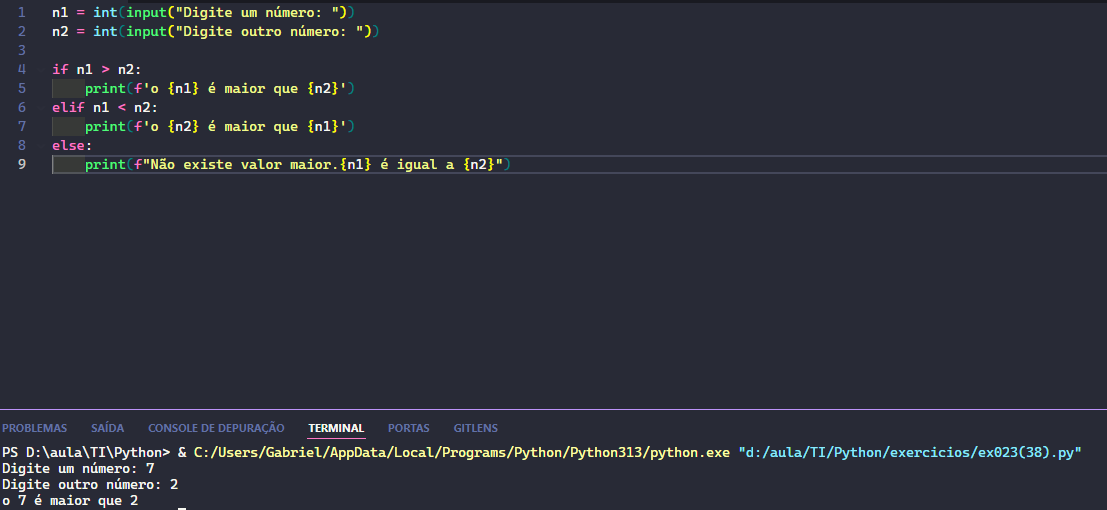 1 n1 = int(input("Digite um número: "))
2 n2 = int(input("Digite outro número: "))
3
4 if n1 > n2:
5     print(f'o {n1} é maior que {n2}')
6 elif n1 < n2:
7     print(f'o {n2} é maior que {n1}')
8 else:
9     print(f"Não existe valor maior.{n1} é igual a {n2}")
PROBLEMAS SAÍDA CONSOLE DE DEPURAÇÃO TERMINAL PORTAS GITLENS
PS D:\aula\TI\Python> & C:/Users/Gabriel/AppData/Local/Programs/Python/Python313/python.exe "d:/aula/TI/Python/exercicios/ex023(38).py"
Digite um número: 7
Digite outro número: 2
o 7 é maior que 2